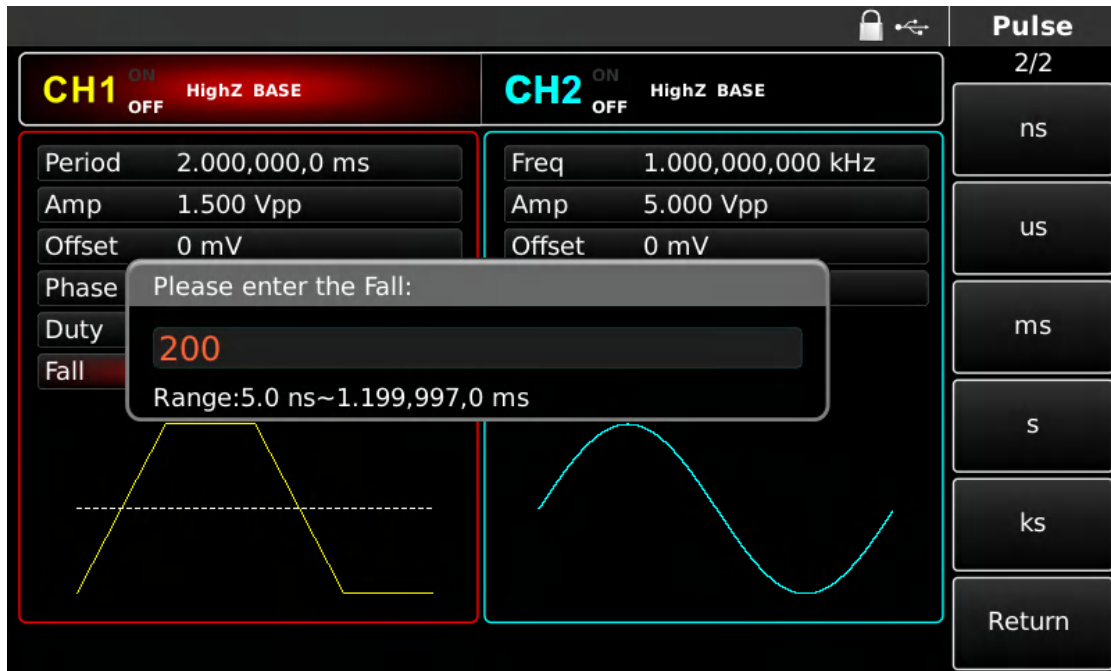 Pulse
2/2
CH1 ON OFF HighZ BASE
CH2 ON OFF HighZ BASE
Period 2.000,000,0 ms
Amp 1.500 Vpp
Offset 0 mV
Phase
Duty
Fall
Freq 1.000,000,000 kHz
Amp 5.000 Vpp
Offset 0 mV
Please enter the Fall:
200
Range:5.0 ns~1.199,997,0 ms
ns
us
ms
s
ks
Return